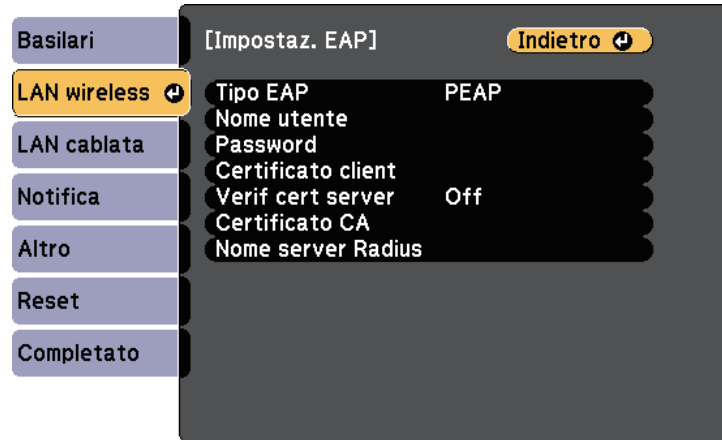 Basilari
LAN wireless
LAN cablata
Notifica
Altro
Reset
Completato
[Impostaz. EAP]
Indietro
Tipo EAP PEAP
Nome utente
Password
Certificato client
Verif cert server Off
Certificato CA
Nome server Radius